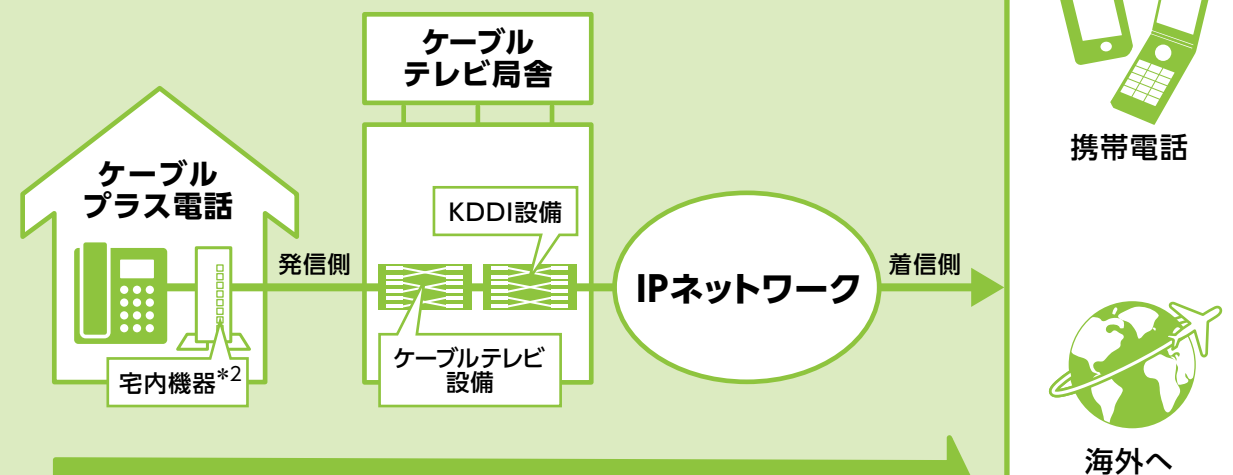 ケーブル
テレビ局舎
携帯電話
ケーブル
プラス電話
KDDI設備
発信側
IPネットワーク
着信側
ケーブルテレビ
設備
宅内機器*2
海外へ